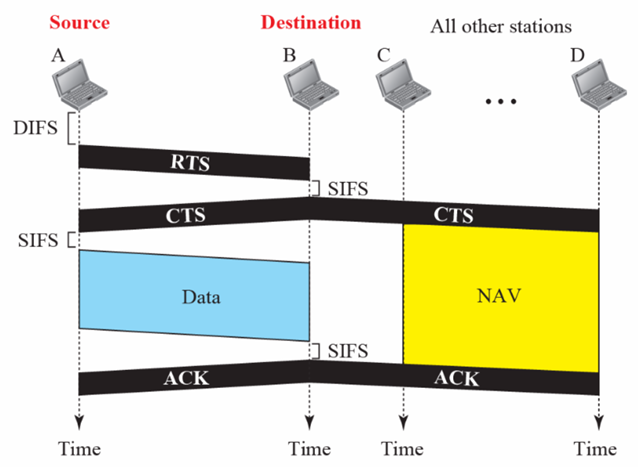 Source
Destination
All other stations
A
B
C
D
DIFS
RTS
SIFS
CTS
CTS
SIFS
Data
NAV
SIFS
ACK
ACK
Time
Time
Time
Time